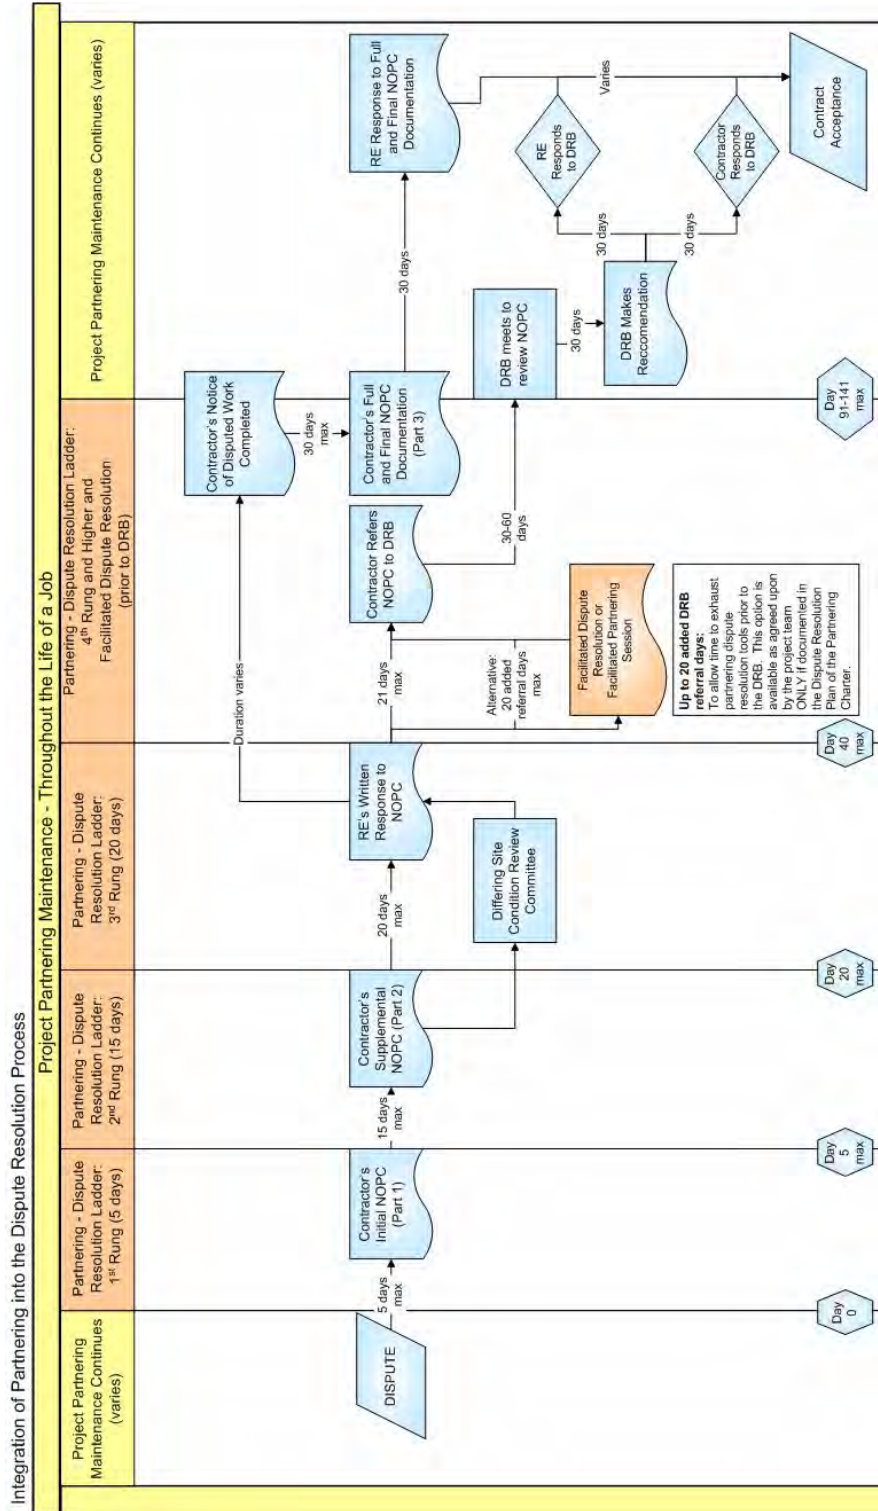 Integration of Partnering into the Dispute Resolution Process
Project Partnering Maintenance - Throughout the Life of a Job
Project Partnering
Maintenance Continues
(varies)
Partnering - Dispute
Resolution Ladder:
1st Rung (5 days)
Partnering - Dispute
Resolution Ladder:
2nd Rung (15 days)
Partnering - Dispute
Resolution Ladder:
3rd Rung (20 days)
Partnering - Dispute Resolution Ladder:
4th Rung and Higher and
Facilitated Dispute Resolution
(prior to DRB)
Project Partnering Maintenance Continues (varies)
DISPUTE
5 days
max
Contractor's
Initial NOPC
(Part 1)
15 days
max
Contractor's
Supplemental
NOPC (Part 2)
20 days
max
Differing Site
Condition Review
Committee
RE's Written
Response to
NOPC
Duration varies
21 days
max
Alternative:
20 added
referral days
max
Facilitated Dispute
Resolution or
Facilitated Partnering
Session
Up to 20 added DRB
referral days:
To allow time to exhaust
partnering dispute
resolution tools prior to
the DRB. This option is
available as agreed upon
by the project team
ONLY if documented in
the Dispute Resolution
Plan of the Partnering
Charter.
Contractor Refers
NOPC to DRB
30-60
days
Contractor's Notice
of Disputed Work
Completed
30 days
max
Contractor's Full
and Final NOPC
Documentation
(Part 3)
30 days
RE Response to Full
and Final NOPC
Documentation
DRB meets to
review NOPC
30 days
DRB Makes
Reccomendation
30 days
30 days
RE
Responds
to DRB
Contractor
Responds
to DRB
Varies
Contract
Acceptance
Day
0
Day
5
max
Day
20
max
Day
40
max
Day
91-141
max